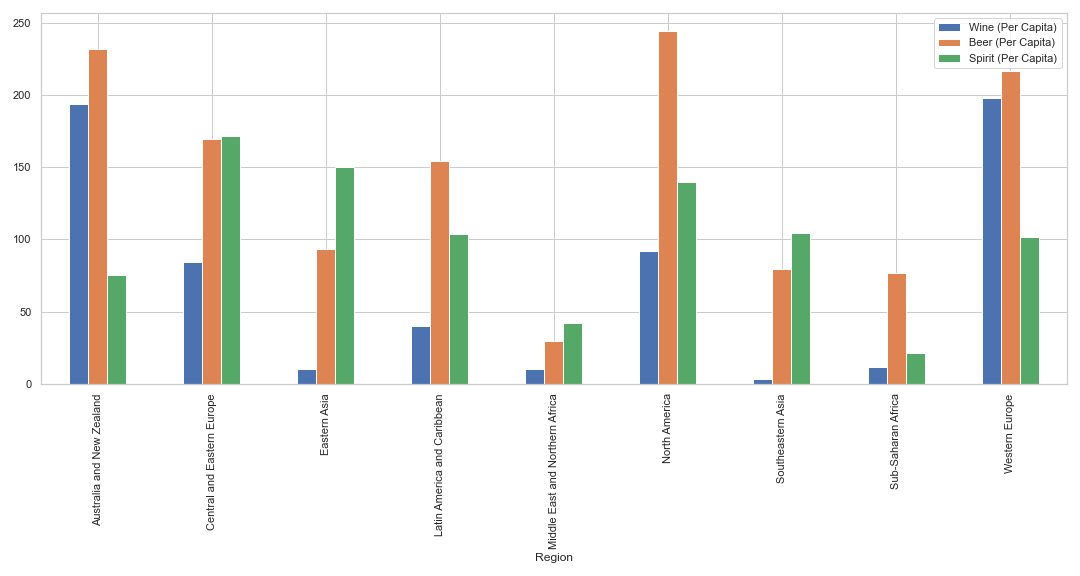 250
200
150
100
50
0
Wine (Per Capita)
Beer (Per Capita)
Spirit (Per Capita)
Australia and New Zealand
Central and Eastern Europe
Eastern Asia
Latin America and Caribbean
Middle East and Northern Africa
North America
Southeastern Asia
Sub-Saharan Africa
Western Europe
Region